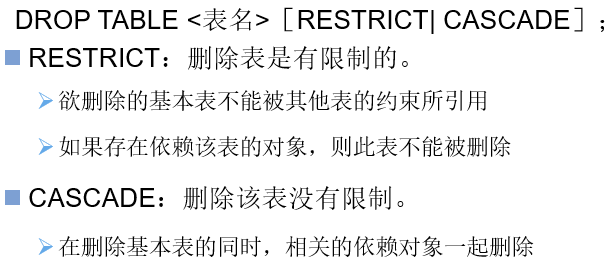 DROP TABLE <表名>［RESTRICT| CASCADE］；
RESTRICT：删除表是有限制的。
欲删除的基本表不能被其他表的约束所引用
如果存在依赖该表的对象，则此表不能被删除
CASCADE：删除该表没有限制。
在删除基本表的同时，相关的依赖对象一起删除